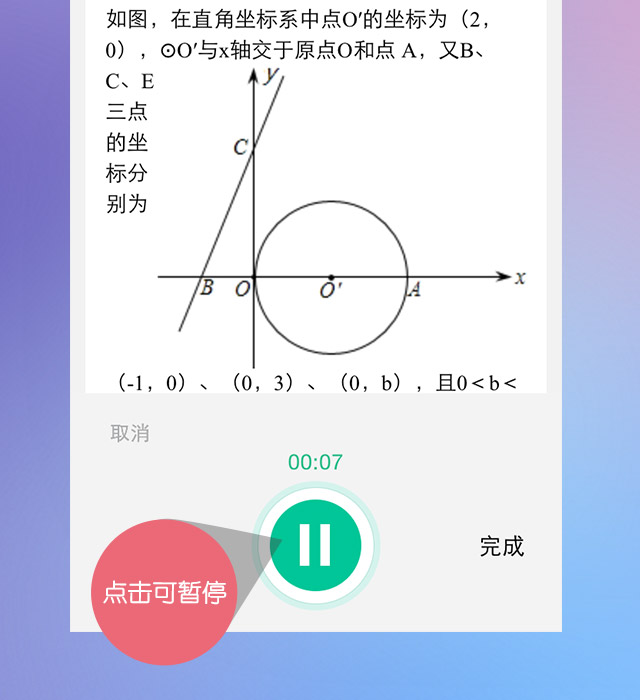 如图，在直角坐标系中点O′的坐标为（2，
0），⊙O′与x轴交于原点O和点 A，又B、
C、E
三点
的坐
标分
别为
y
C
B
O
O'
A
x
（-1，0）、（0，3）、（0，b），且0＜b＜
取消
00:07
完成
点击可暂停